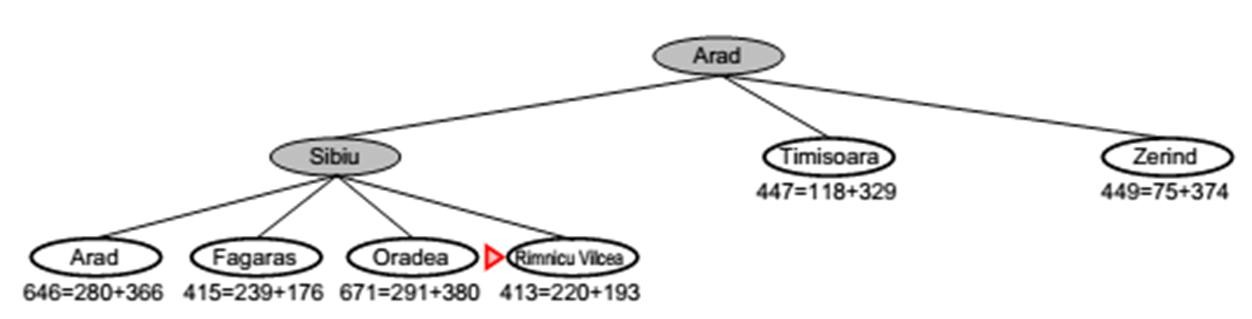 Arad
Sibiu
Timisoara
Zerind
447=118+329
449=75+374
Arad
Fagaras
Oradea
Rimnicu Vilcea
646=280+366
415=239+176
671=291+380
413=220+193